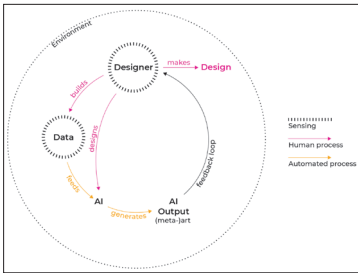 Environment
Designer
makes
Design
builds
designs
Data
feeds
AI
generates
AI
Output
(meta-)art
feedback loop
Sensing
Human process
Automated process